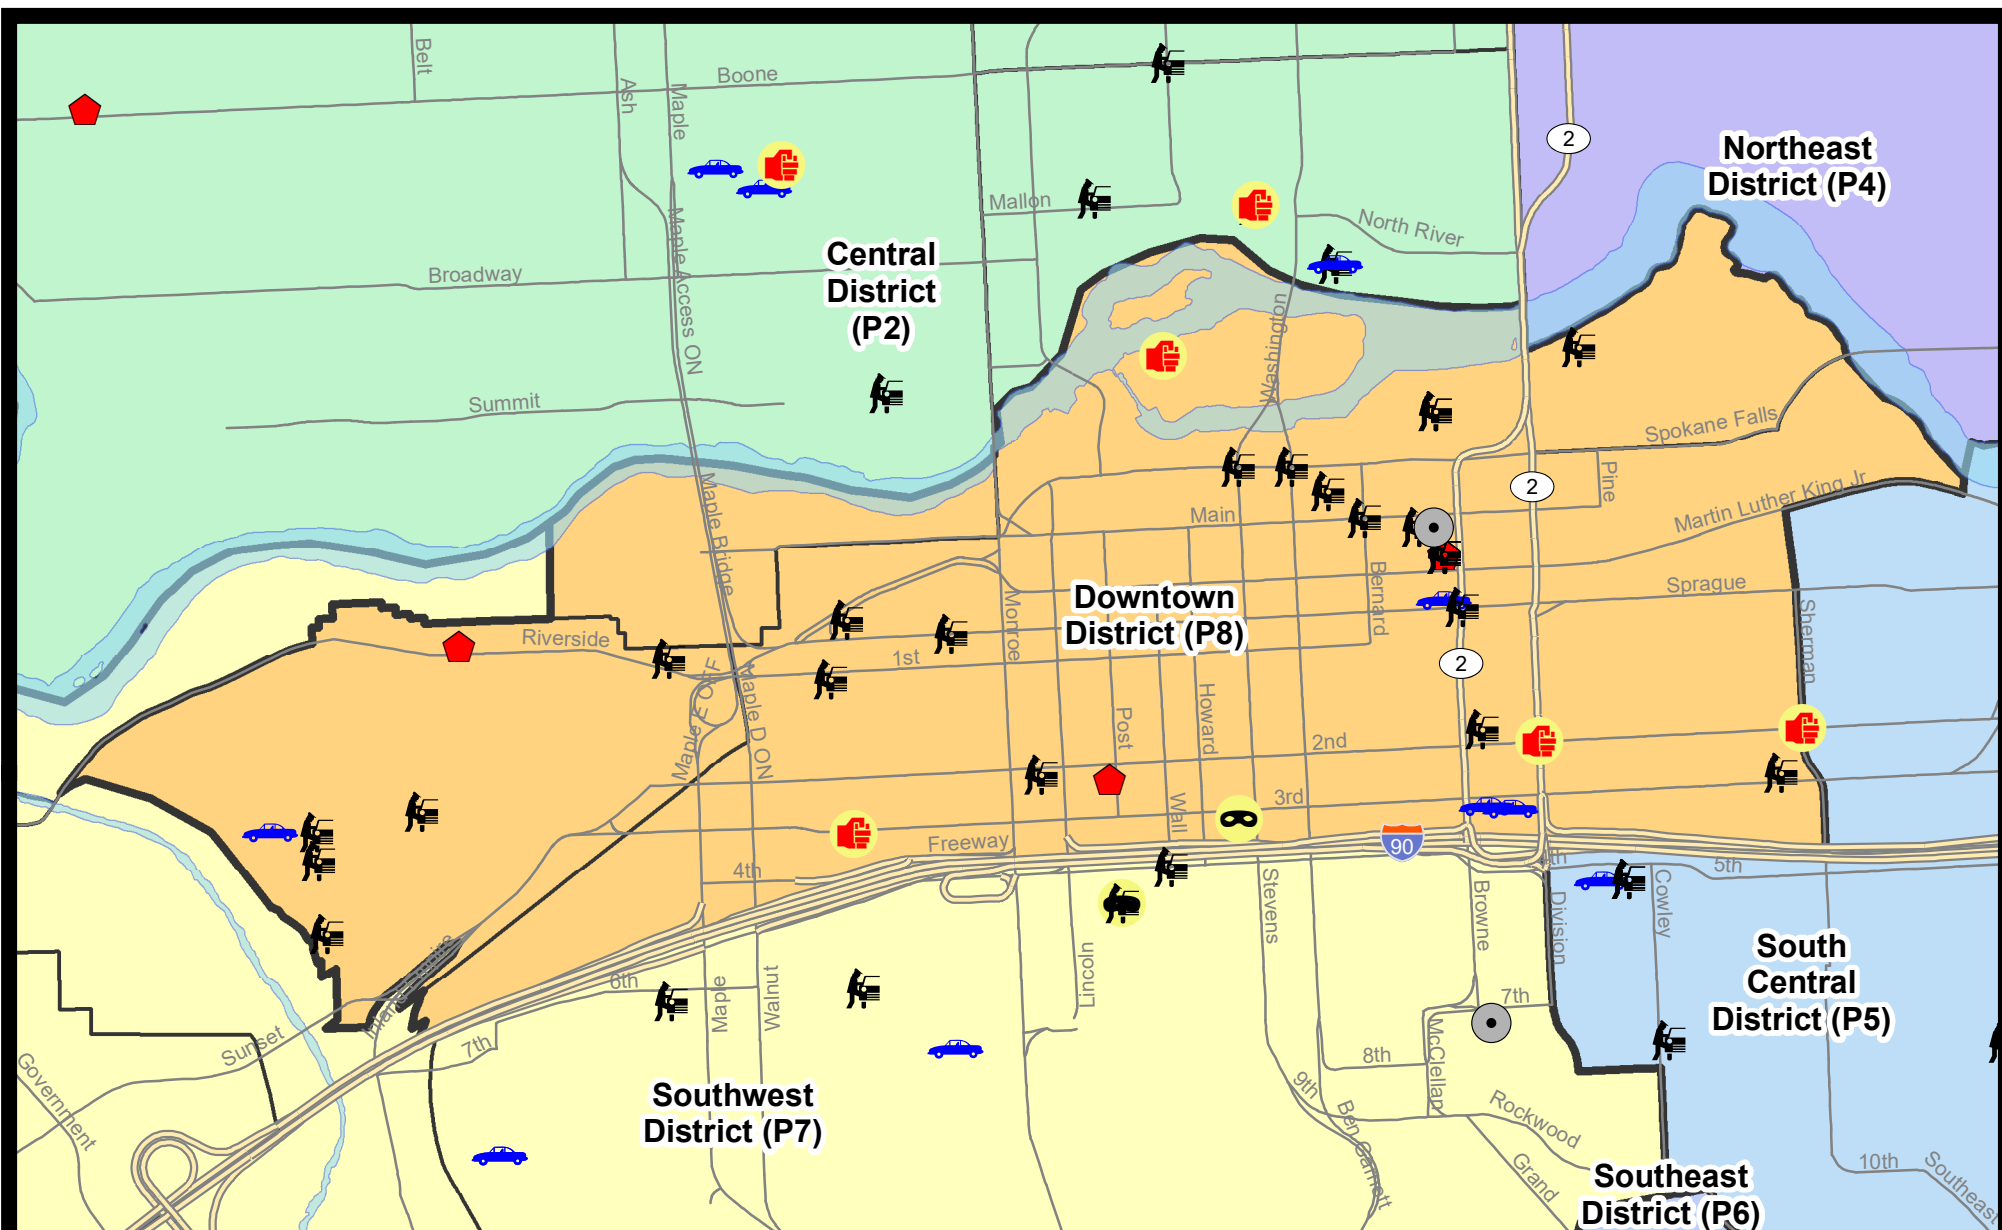 Belt
Boone
Ash
Maple
2
Northeast
District (P4)
Mallon
North River
Maple Access ON
Central
District
(P2)
Broadway
Washington
Summit
Spokane Falls
Pine
2
Martin Luther King Jr
Maple Bridge
Main
Bernard
Sprague
Downtown
District (P8)
Monroe
Sherman
Riverside
1st
2
Maple E OFF
Maple D ON
Post
Howard
2nd
3rd
Wall
Freeway
90
4th
5th
Stevens
Browne
Division
Cowley
Lincoln
South
Central
District (P5)
6th
Maple
Walnut
7th
Sunset
7th
McClellan
8th
Government
Southwest
District (P7)
9th
Ben Garnett
Rockwood
Grand
10th
Southeast
Southeast
District (P6)